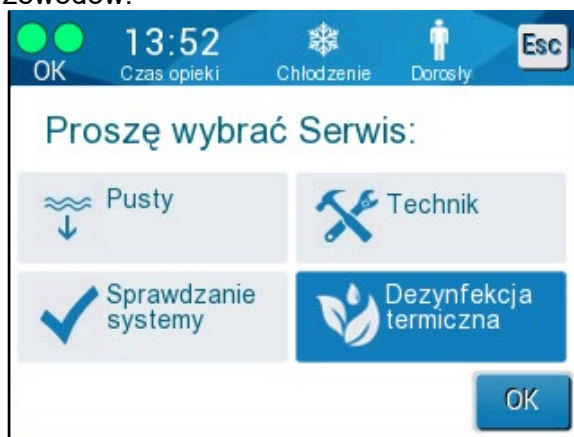 13:52
OK
Czas opieki
Chłodzenie
Dorosły
Esc
Proszę wybrać Serwis:
Pusty
Technik
Sprawdzanie
systemy
Dezynfekcja
termiczna
OK